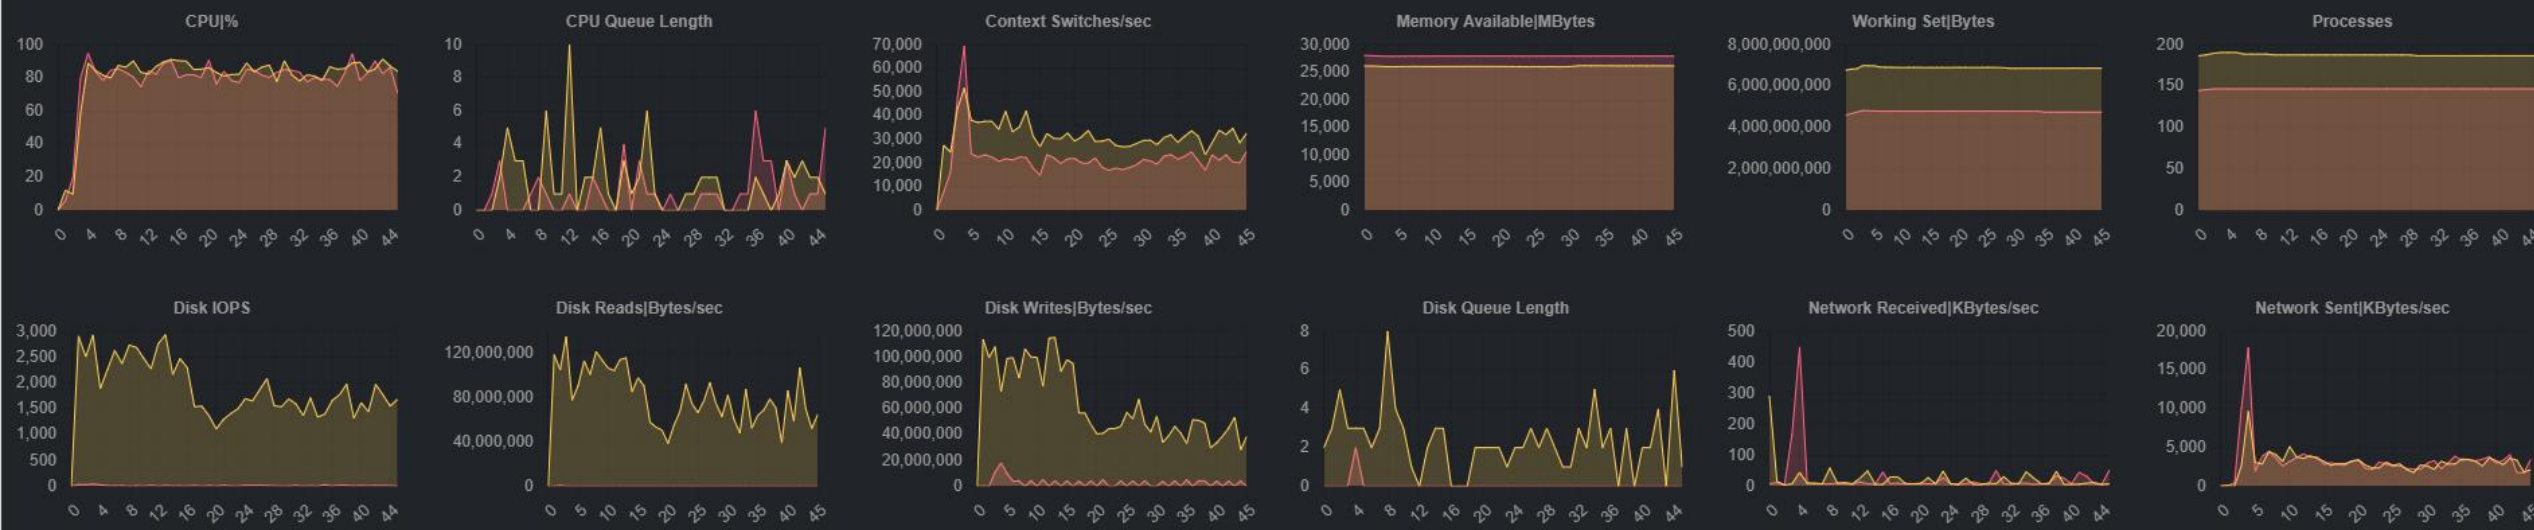 CPU|%
CPU Queue Length
Context Switches/sec
Memory Available|MBytes
Working Set|Bytes
Processes
100
80
60
40
20
0
0 4 8 12 16 20 24 28 32 36 40 44
10
8
6
4
2
0
0 4 8 12 16 20 24 28 32 36 40 44
70,000
60,000
50,000
40,000
30,000
20,000
10,000
0
0 5 10 15 20 25 30 35 40 45
30,000
25,000
20,000
15,000
10,000
5,000
0
0 5 10 15 20 25 30 35 40 45
8,000,000,000
6,000,000,000
4,000,000,000
2,000,000,000
0
0 5 10 15 20 25 30 35 40 45
200
150
100
50
0
0 4 8 12 16 20 24 28 32 36 40 44
Disk IOPS
Disk Reads|Bytes/sec
Disk Writes|Bytes/sec
Disk Queue Length
Network Received|KBytes/sec
Network Sent|KBytes/sec
3,000
2,500
2,000
1,500
1,000
500
0
0 4 8 12 16 20 24 28 32 36 40 44
120,000,000
80,000,000
40,000,000
0
0 5 10 15 20 25 30 35 40 45
120,000,000
100,000,000
80,000,000
60,000,000
40,000,000
20,000,000
0
0 5 10 15 20 25 30 35 40 45
8
6
4
2
0
0 4 8 12 16 20 24 28 32 36 40 44
500
400
300
200
100
0
0 4 8 12 16 20 24 28 32 36 40 44
20,000
15,000
10,000
5,000
0
0 5 10 15 20 25 30 35 40 45